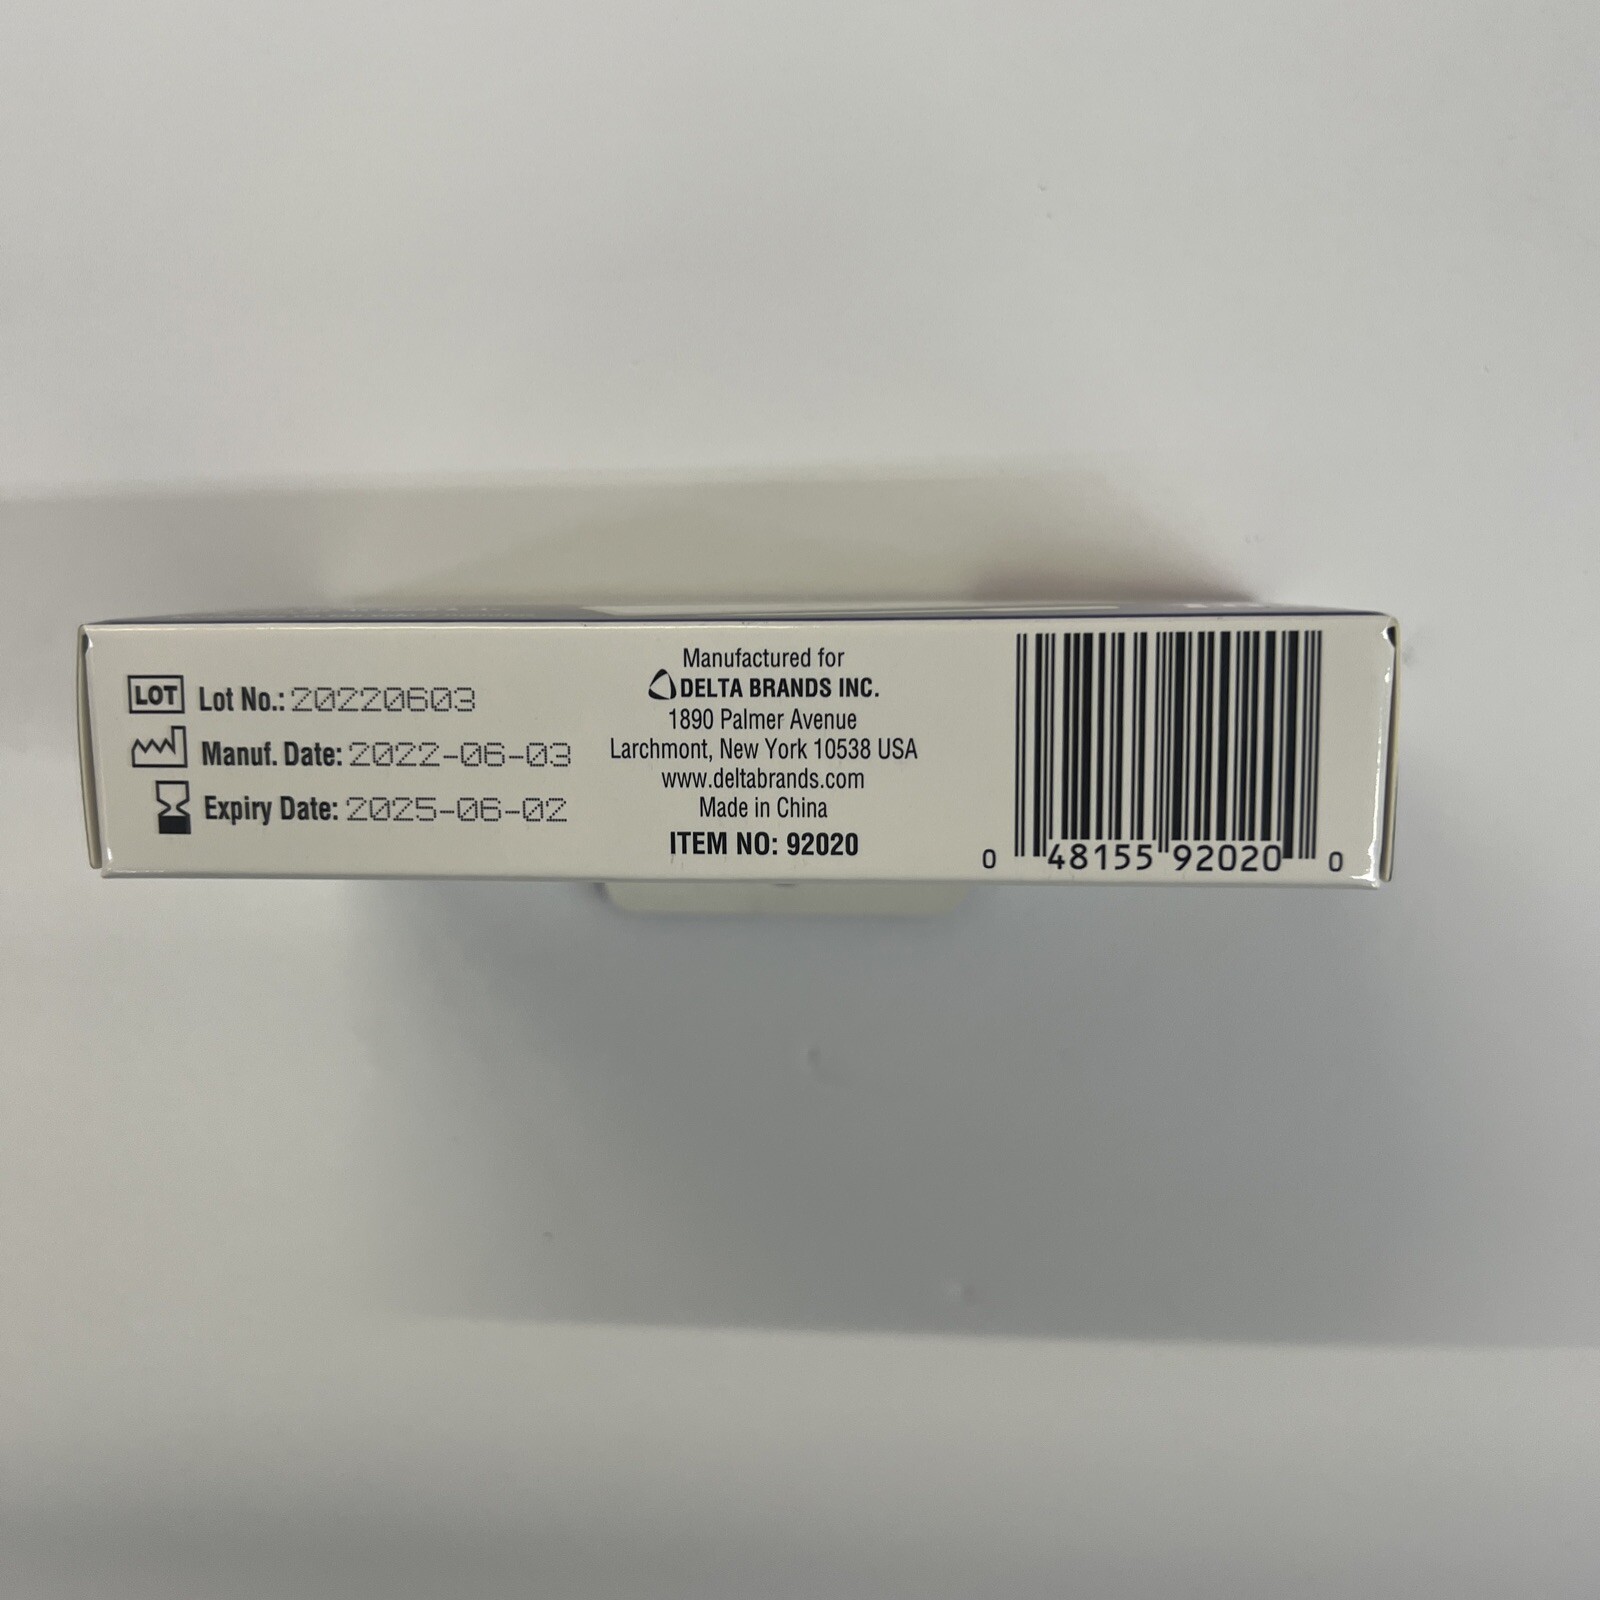 LOT Lot No.: 20220603
Manuf. Date: 2022-06-03
Expiry Date: 2025-06-02
Manufactured for
DELTA BRANDS INC.
1890 Palmer Avenue
Larchmont, New York 10538 USA
www.deltabrands.com
Made in China
ITEM NO: 92020
0 48155 92020 0